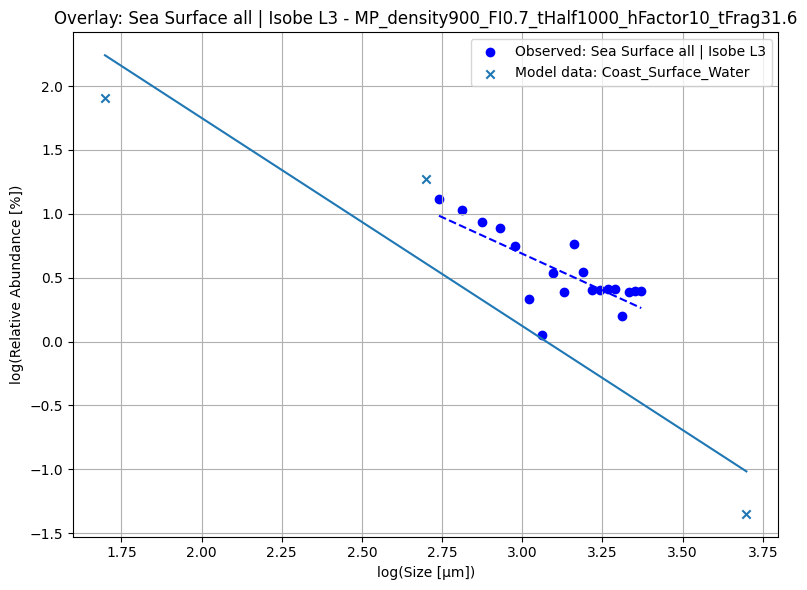 Overlay: Sea Surface all | Isobe L3 - MP_density900_FI0.7_tHalf1000_hFactor10_tFrag31.6
Observed: Sea Surface all | Isobe L3
Model data: Coast_Surface_Water
log(Relative Abundance [%])
2.0
1.5
1.0
0.5
0.0
−0.5
−1.0
−1.5
1.75 2.00 2.25 2.50 2.75 3.00 3.25 3.50 3.75
log(Size [μm])